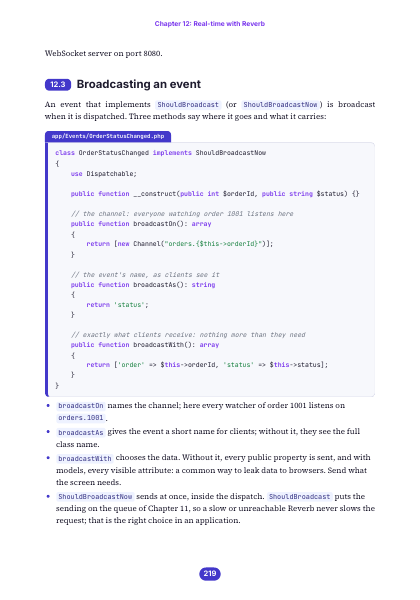 Chapter 12: Real-time with Reverb
WebSocket server on port 8080.
12.3 Broadcasting an event
An event that implements ShouldBroadcast (or ShouldBroadcastNow) is broadcast
when it is dispatched. Three methods say where it goes and what it carries:
app/Events/OrderStatusChanged.php
class OrderStatusChanged implements ShouldBroadcastNow
{
    use Dispatchable;
    public function __construct(public int $orderId, public string $status) {}
    // the channel: everyone watching order 1001 listens here
    public function broadcastOn(): array
    {
        return [new Channel("orders.{$this->orderId}")];
    }
    // the event's name, as clients see it
    public function broadcastAs(): string
    {
        return 'status';
    }
    // exactly what clients receive: nothing more than they need
    public function broadcastWith(): array
    {
        return ['order' => $this->orderId, 'status' => $this->status];
    }
}
• broadcastOn names the channel; here every watcher of order 1001 listens on
orders.1001.
• broadcastAs gives the event a short name for clients; without it, they see the full
class name.
• broadcastWith chooses the data. Without it, every public property is sent, and with
models, every visible attribute: a common way to leak data to browsers. Send what
the screen needs.
• ShouldBroadcastNow sends at once, inside the dispatch. ShouldBroadcast puts the
sending on the queue of Chapter 11, so a slow or unreachable Reverb never slows the
request; that is the right choice in an application.
219